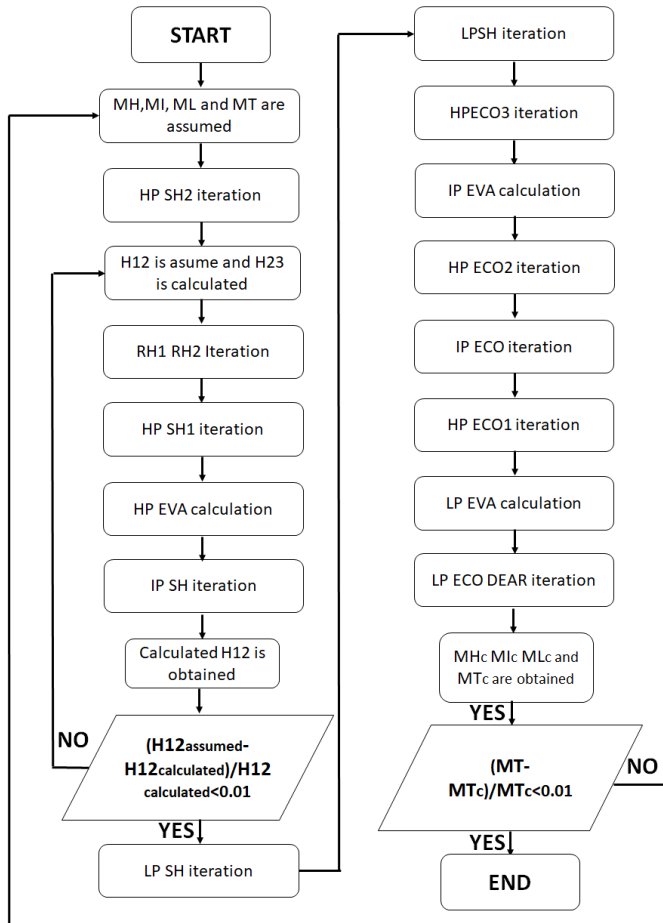 START
MH,MI, ML and MT are
assumed
HP SH2 iteration
H12 is asume and H23
is calculated
RH1 RH2 Iteration
HP SH1 iteration
HP EVA calculation
IP SH iteration
Calculated H12 is
obtained
NO
(H12assumed-
H12calculated)/H12
calculated<0.01
YES
LP SH iteration
LPSH iteration
HPECO3 iteration
IP EVA calculation
HP ECO2 iteration
IP ECO iteration
HP ECO1 iteration
LP EVA calculation
LP ECO DEAR iteration
MHc MIc MLc and
MTc are obtained
YES
(MT-
MTc)/MTc<0.01
NO
YES
END